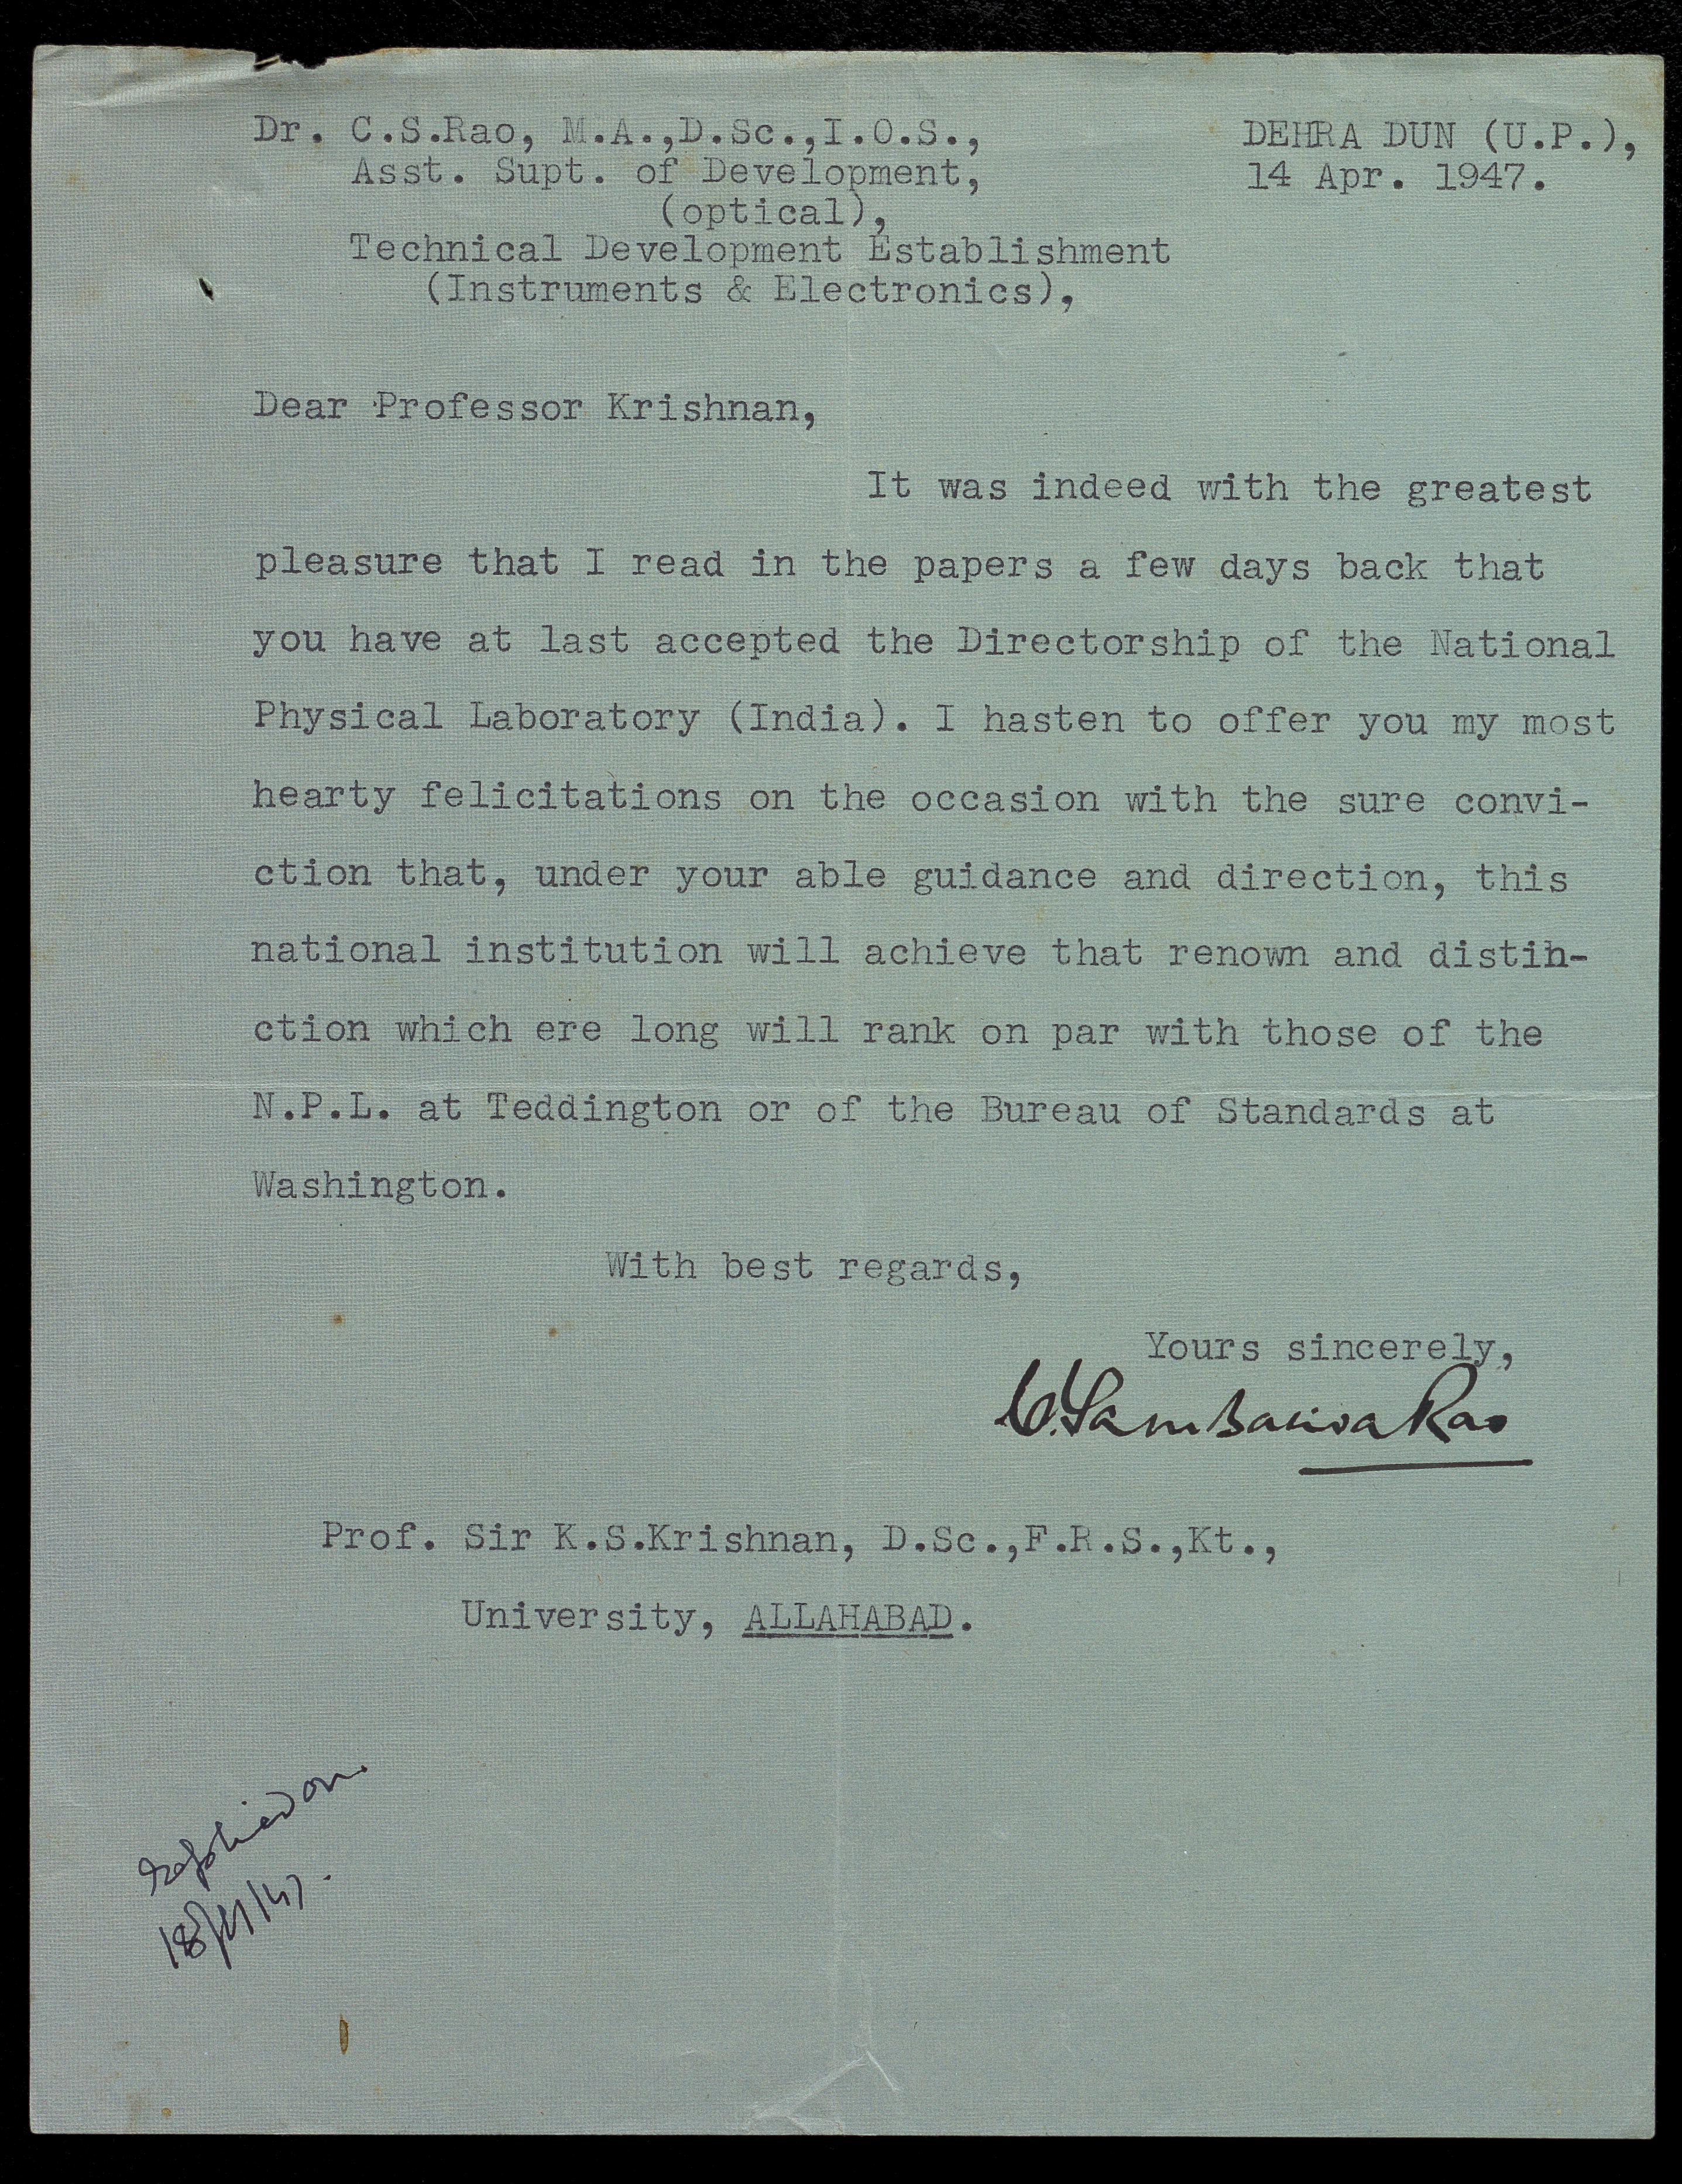 Dr. C.S.Rao, M.A.,D.Sc.,I.O.S.,
DEHRA DUN (U.P.),
Asst. Supt. of Development,
14 Apr. 1947.
(optical),
Technical Development Establishment
(Instruments & Electronics),
Dear Professor Krishnan,
It was indeed with the greatest
pleasure that I read in the papers a few days back that
you have at last accepted the Directorship of the National
Physical Laboratory (India). I hasten to offer you my most
hearty felicitations on the occasion with the sure convi-
ction that, under your able guidance and direction, this
national institution will achieve that renown and distin-
ction which ere long will rank on par with those of the
N.P.L. at Teddington or of the Bureau of Standards at
Washington.
With best regards,
Yours sincerely,
C. Sambasiva Rao
Prof. Sir K.S.Krishnan, D.Sc.,F.R.S.,Kt.,
University, ALLAHABAD.
replied on.
18/4/47.